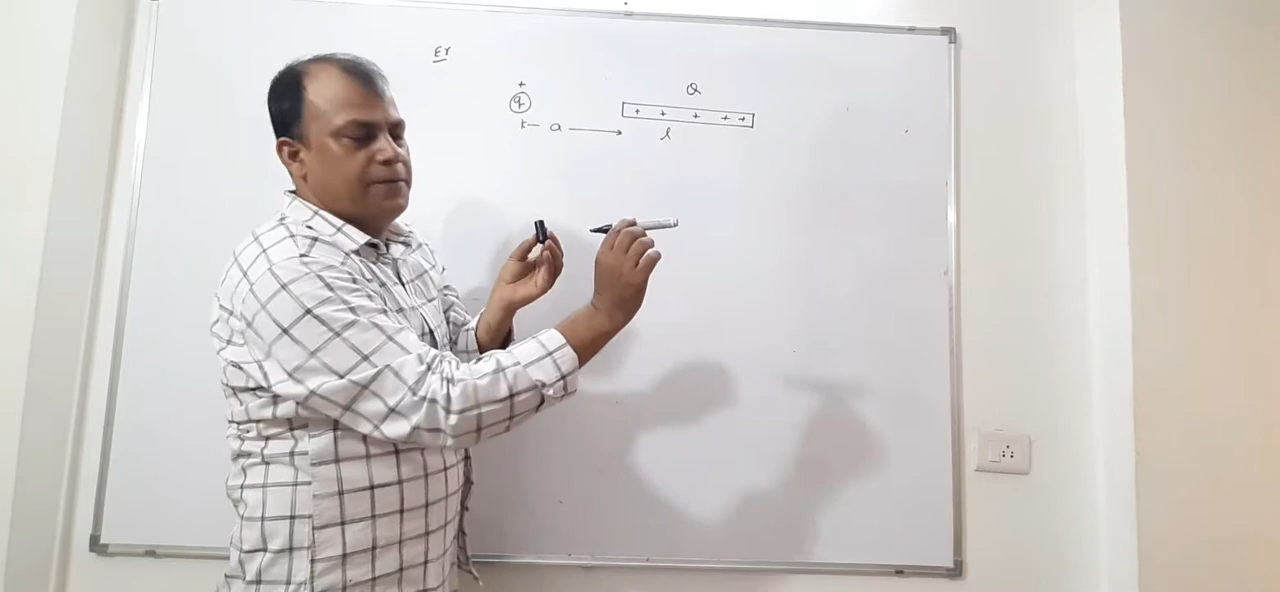 Ex
+ Q
q + + + + +
a l